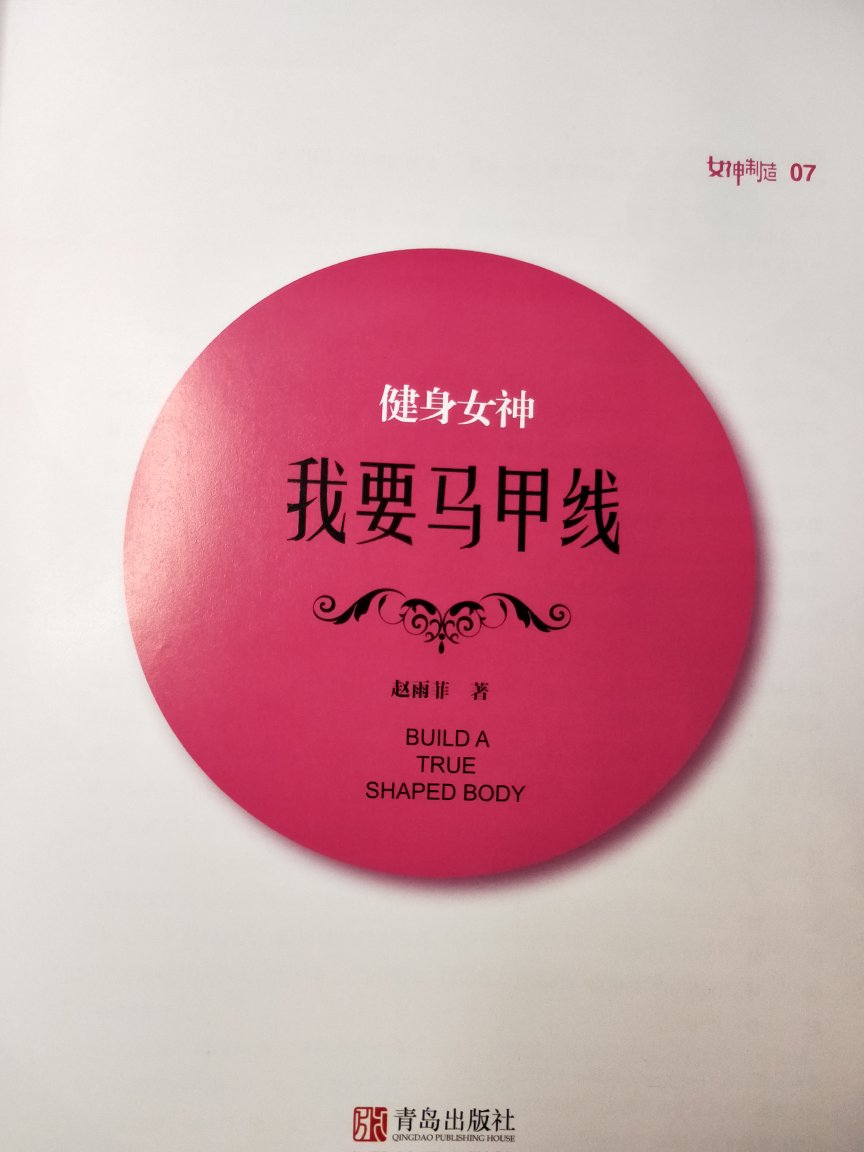 女神制造 07
健身女神
我要马甲线
赵雨菲 著
BUILD A
TRUE
SHAPED BODY
青岛出版社
QINGDAO PUBLISHING HOUSE